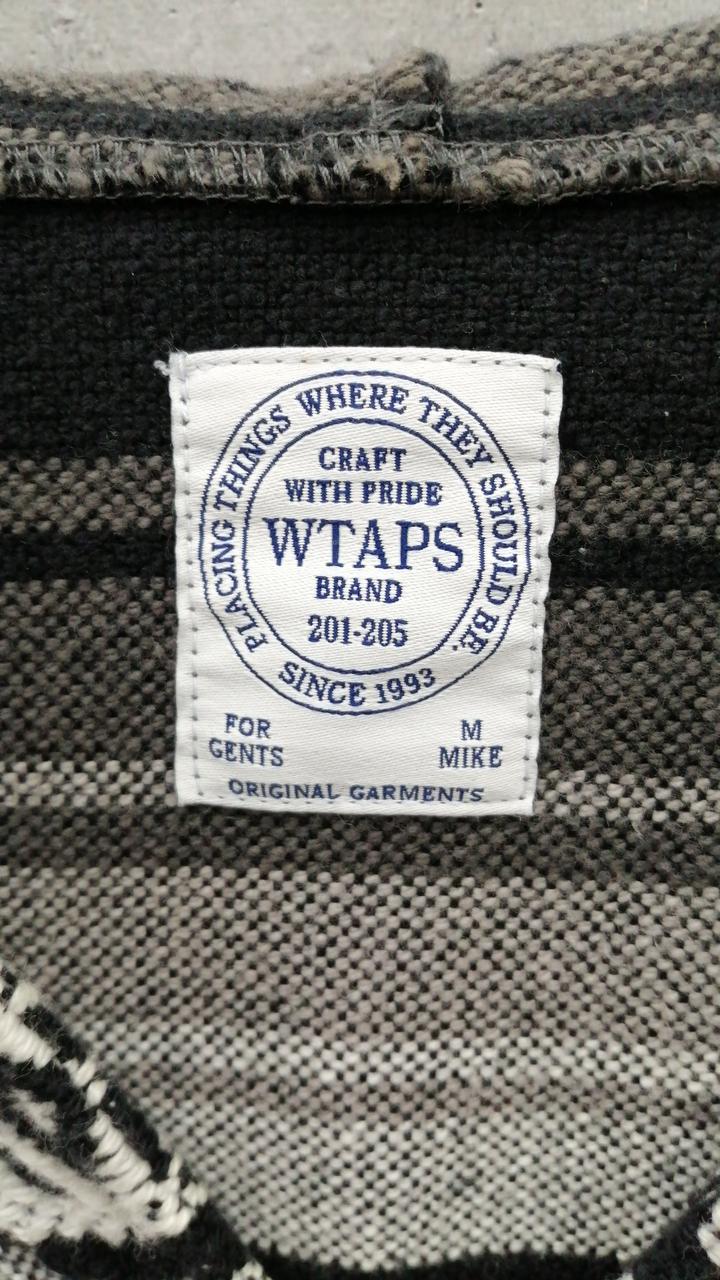 PLACING THINGS WHERE THEY SHOULD BE.
CRAFT
WITH PRIDE
WTAPS
BRAND
201-205
SINCE 1993
FOR
GENTS
M
MIKE
ORIGINAL GARMENTS